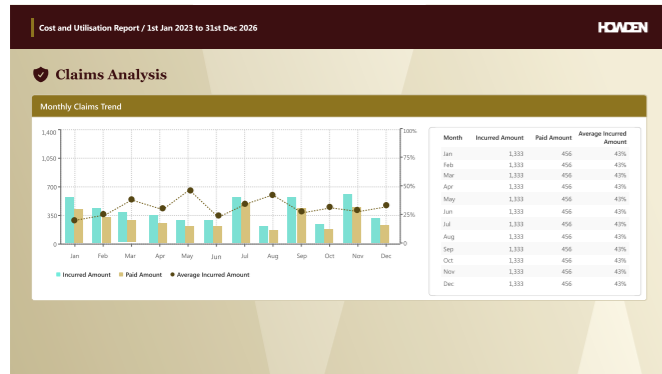 Cost and Utilisation Report / 1st Jan 2023 to 31st Dec 2026
HOWDEN
Claims Analysis
Monthly Claims Trend
1,400
1,050
700
350
0
100%
75%
50%
25%
0
Jan Feb Mar Apr May Jun Jul Aug Sep Oct Nov Dec
Incurred Amount Paid Amount Average Incurred Amount
Month Incurred Amount Paid Amount Average Incurred
Amount
Jan 1,333 456 43%
Feb 1,333 456 43%
Mar 1,333 456 43%
Apr 1,333 456 43%
May 1,333 456 43%
Jun 1,333 456 43%
Jul 1,333 456 43%
Aug 1,333 456 43%
Sep 1,333 456 43%
Oct 1,333 456 43%
Nov 1,333 456 43%
Dec 1,333 456 43%